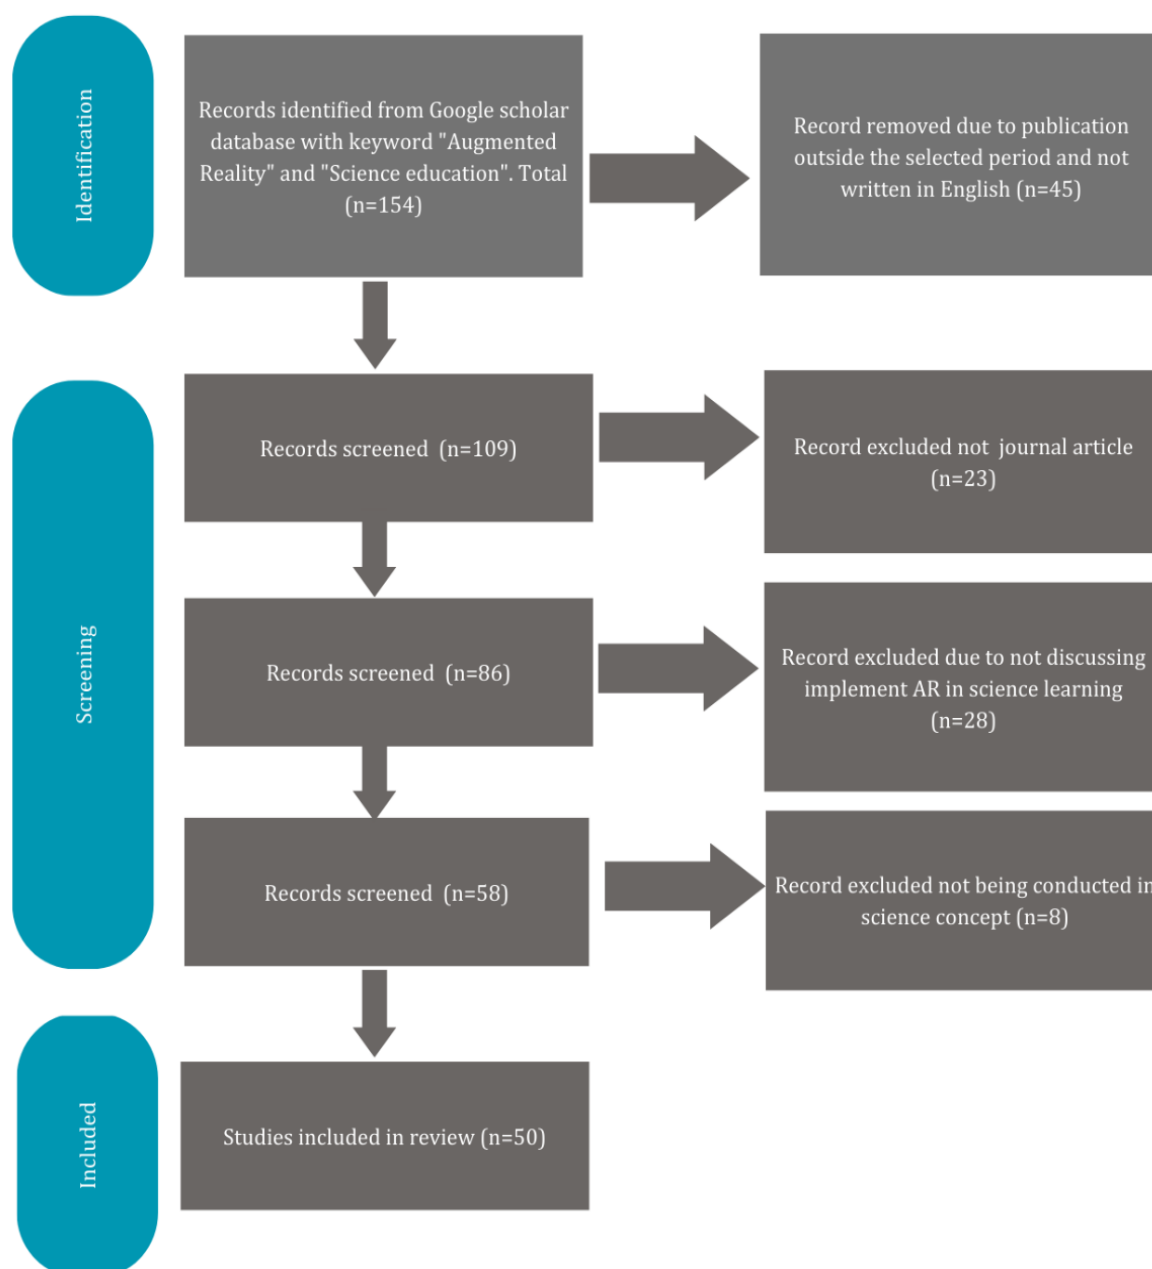 Identification
Records identified from Google scholar
database with keyword "Augmented
Reality" and "Science education". Total
(n=154)
Record removed due to publication
outside the selected period and not
written in English (n=45)
Screening
Records screened (n=109)
Record excluded not journal article
(n=23)
Records screened (n=86)
Record excluded due to not discussing
implement AR in science learning
(n=28)
Records screened (n=58)
Record excluded not being conducted in
science concept (n=8)
Included
Studies included in review (n=50)